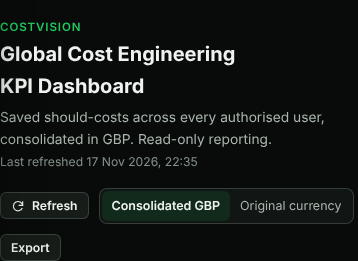 COSTVISION
Global Cost Engineering
KPI Dashboard
Saved should-costs across every authorised user,
consolidated in GBP. Read-only reporting.
Last refreshed 17 Nov 2026, 22:35
Refresh
Consolidated GBP
Original currency
Export